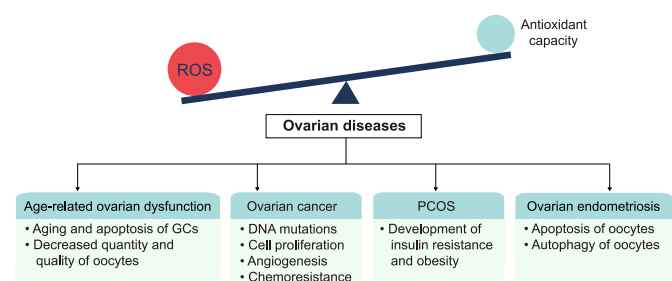 Antioxidant
capacity
ROS
Ovarian diseases
Age-related ovarian dysfunction
• Aging and apoptosis of GCs
• Decreased quantity and
quality of oocytes
Ovarian cancer
• DNA mutations
• Cell proliferation
• Angiogenesis
• Chemoresistance
PCOS
• Development of
insulin resistance
and obesity
Ovarian endometriosis
• Apoptosis of oocytes
• Autophagy of oocytes